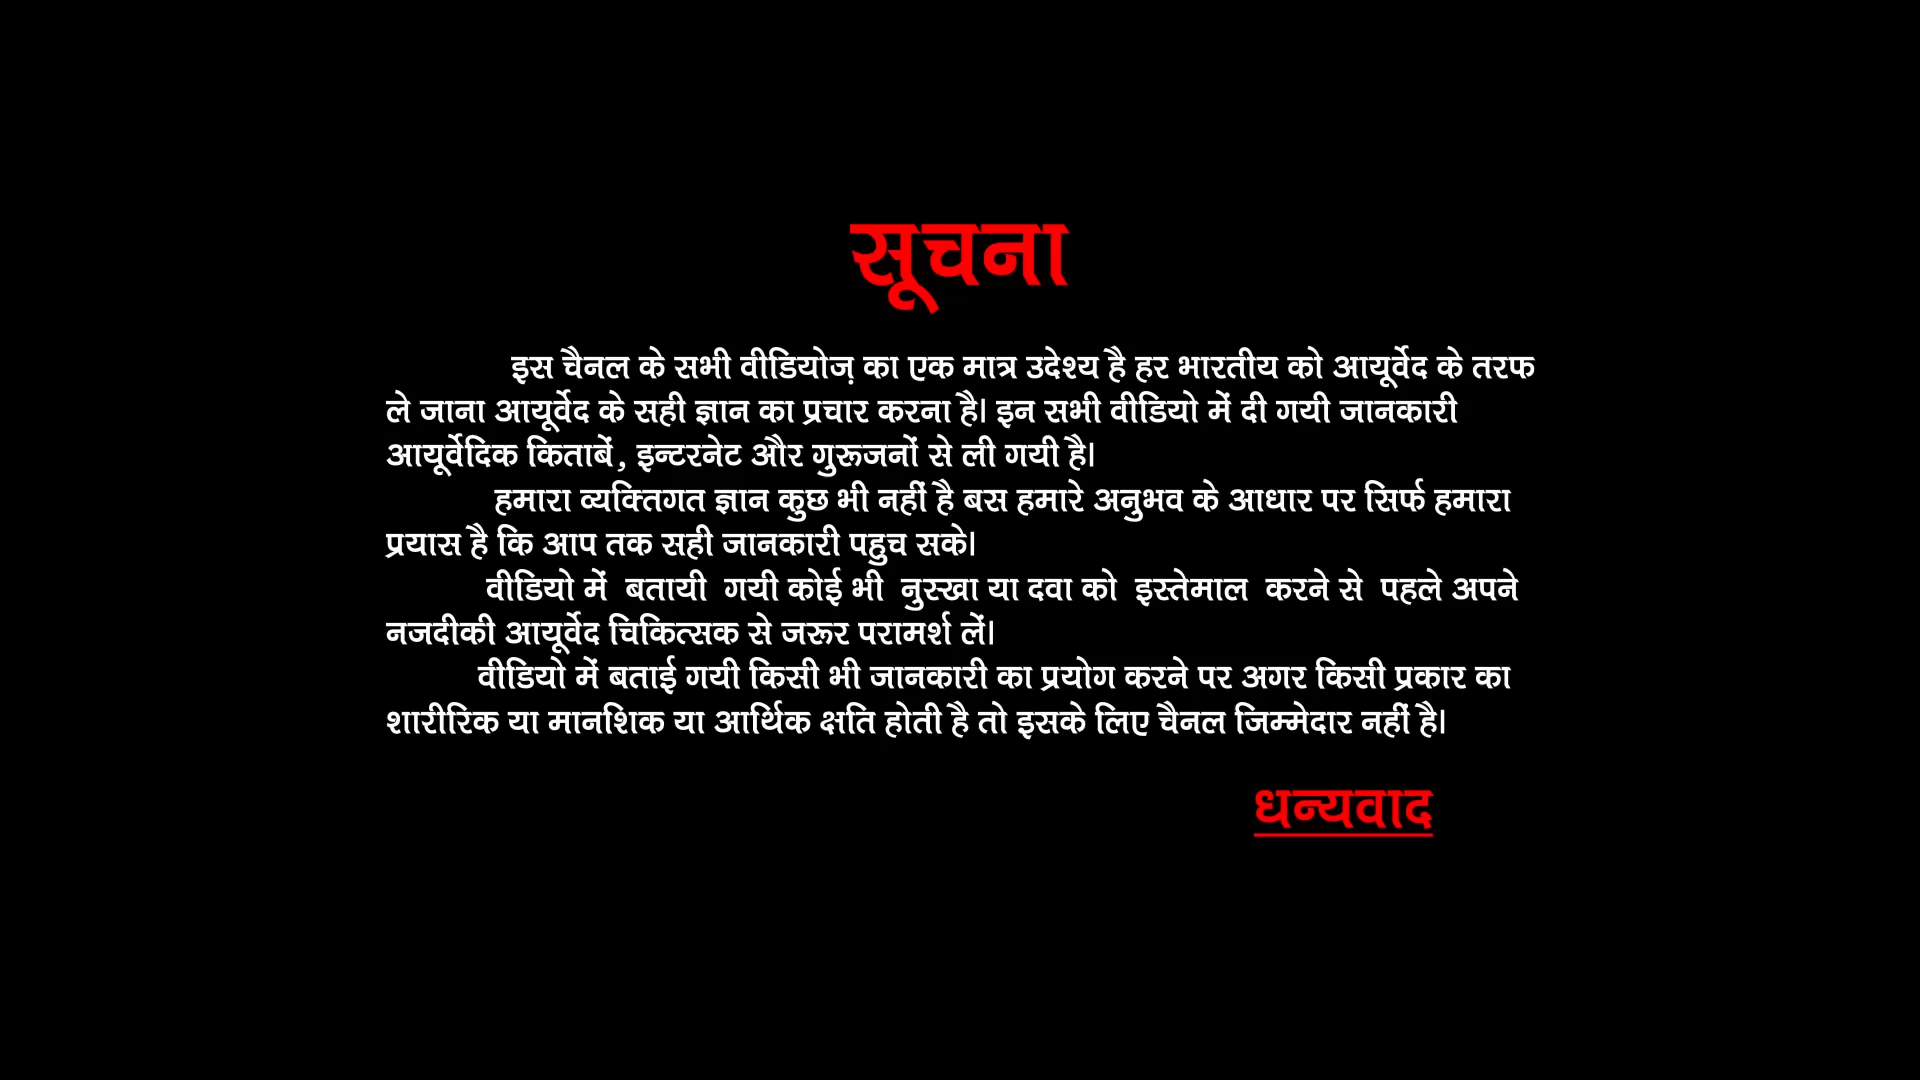 सूचना
इस चैनल के सभी वीडियोज़ का एक मात्र उदेश्य है हर भारतीय को आयूर्वेद के तरफ
ले जाना आयूर्वेद के सही ज्ञान का प्रचार करना है। इन सभी वीडियो में दी गयी जानकारी
आयूर्वेदिक किताबें, इन्टरनेट और गुरूजनों से ली गयी है।
हमारा व्यक्तिगत ज्ञान कुछ भी नहीं है बस हमारे अनुभव के आधार पर सिर्फ हमारा
प्रयास है कि आप तक सही जानकारी पहुच सके।
वीडियो में बतायी गयी कोई भी नुस्खा या दवा को इस्तेमाल करने से पहले अपने
नजदीकी आयूर्वेद चिकित्सक से जरूर परामर्श लें।
वीडियो में बताई गयी किसी भी जानकारी का प्रयोग करने पर अगर किसी प्रकार का
शारीरिक या मानशिक या आर्थिक क्षति होती है तो इसके लिए चैनल जिम्मेदार नहीं है।
धन्यवाद